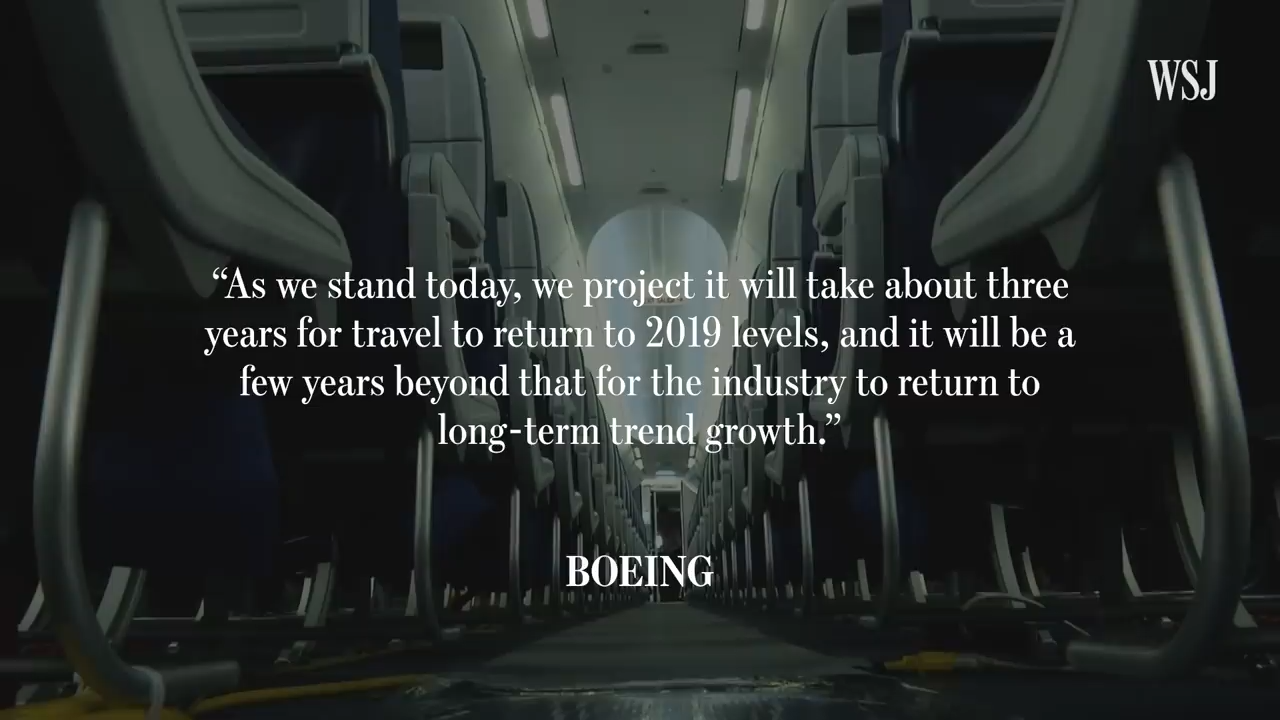 WSJ
“As we stand today, we project it will take about three
years for travel to return to 2019 levels, and it will be a
few years beyond that for the industry to return to
long-term trend growth.”
BOEING